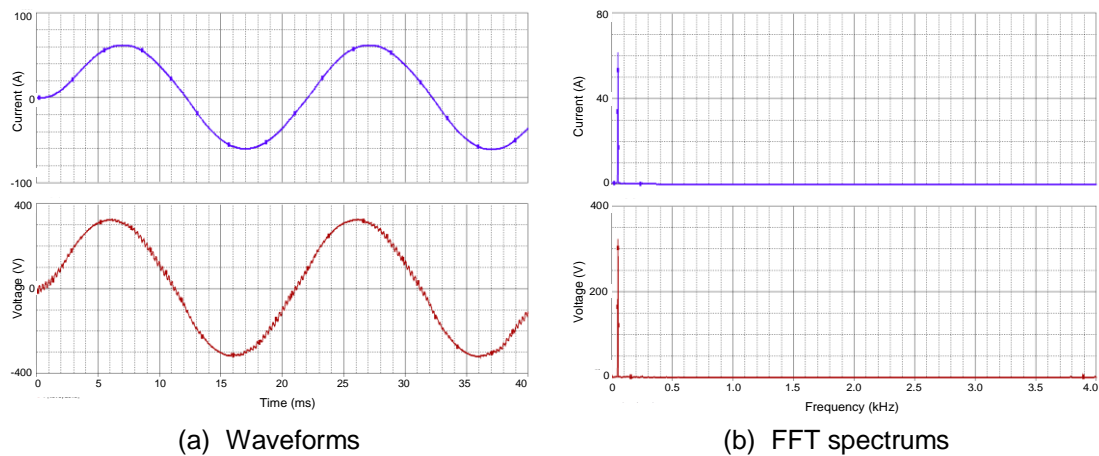 100
0
-100
Current (A)
400
200
0
-200
-400
Voltage (V)
0 5 10 15 20 25 30 35 40
Time (ms)
(a) Waveforms
80
40
0
Current (A)
400
200
0
Voltage (V)
0 0.5 1.0 1.5 2.0 2.5 3.0 3.5 4.0
Frequency (kHz)
(b) FFT spectrums